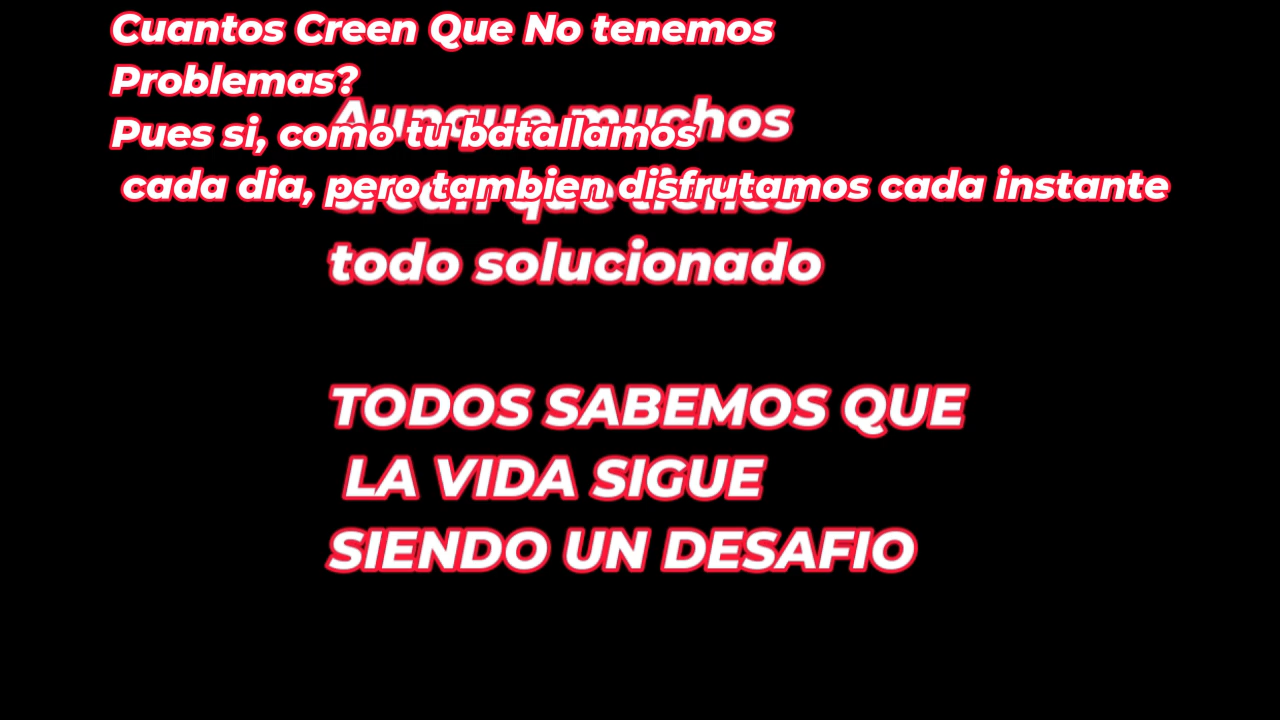 Cuantos Creen Que No tenemos
Problemas?
Pues si, como tu batallamos
cada dia, pero tambien disfrutamos cada instante
Aunque muchos
que
todo solucionado
TODOS SABEMOS QUE
LA VIDA SIGUE
SIENDO UN DESAFIO